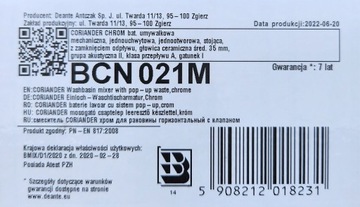 Producent : Deante Antczak Sp. J. ul. Twarda 11/13, 95 – 100 Zgierz
ul. Twarda 11/13, 95 – 100 Zgierz
Data produkcji:2022-06-20
CORIANDER CHROM bat. umywalkowa
mechaniczna, jednouchwytowa, jednootworowa, stojąca,
z zamknięciem odpływu, głowica ceramiczna śred. 35 mm,
grupa akustyczna II, klasa przepływu A, gatunek I
BCN 021M
Gwarancja * : 7 lat
EN:CORIANDER Washbasin mixer with pop – up waste,chrome
DE:CORIANDER Einloch – Waschtischarmatur,Chrom
RO:CORIANDER baterie lavoar cu sistem pop – up,crom
HU:CORIANDER mosogató csaptelep leeresztő készlettel,króm
RU:смеситель CORIANDER хром для раковины горизонтальный с клапаном
Produkt zgodny z normą: PN – EN 817:2008
Krajowa deklaracja właściwości użytkowych:
BMIX/01/2020 z dn. 2020 – 02 – 28
Posiada Atest PZH
* Szczegóły dotyczące warunków
gwarancji dostępne na stronie
www.deante.eu
B
14
5 908212 018231